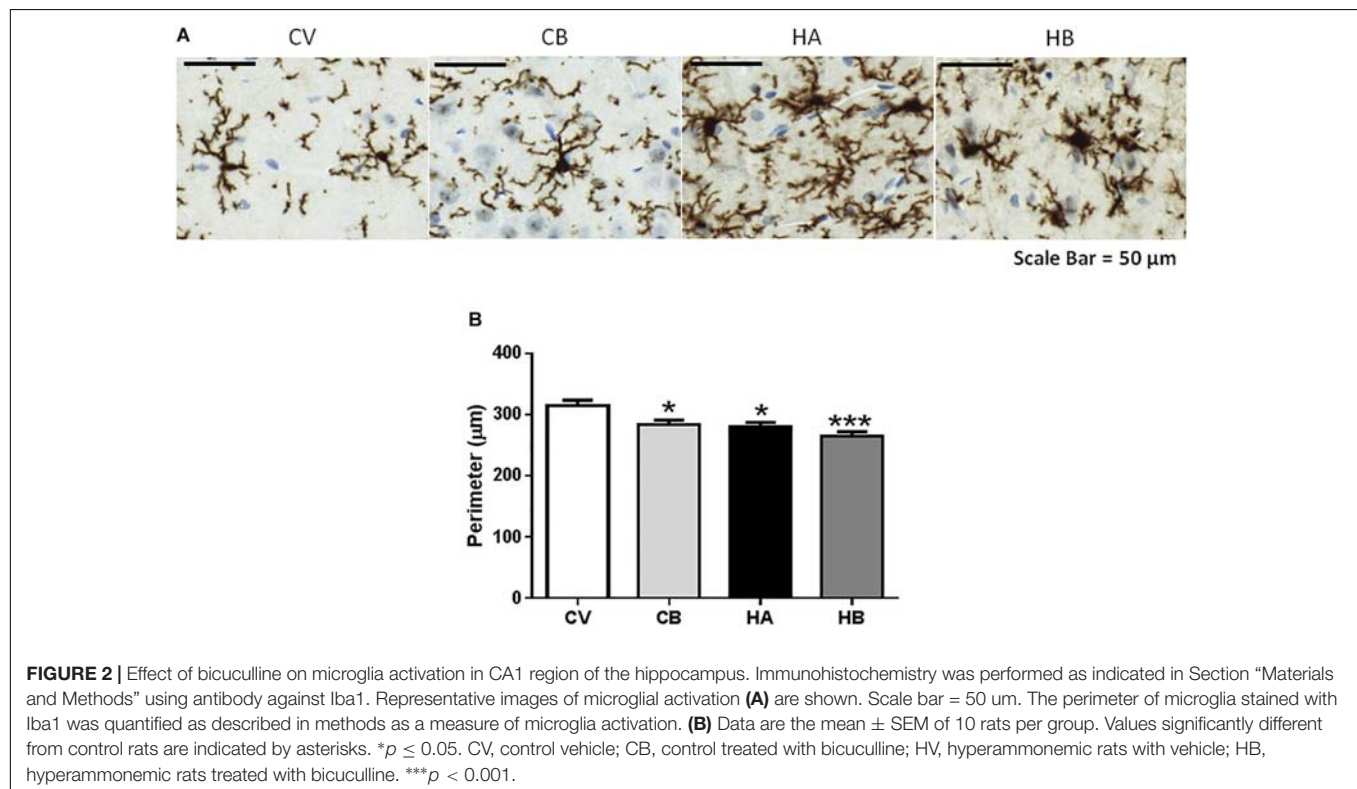 A
CV CB HA HB
Scale Bar = 50 µm
B
Perimeter (µm)
400
300
200
100
0
* * ***
CV CB HA HB
FIGURE 2 | Effect of bicuculline on microglia activation in CA1 region of the hippocampus. Immunohistochemistry was performed as indicated in Section “Materials
and Methods” using antibody against Iba1. Representative images of microglial activation (A) are shown. Scale bar = 50 um. The perimeter of microglia stained with
Iba1 was quantified as described in methods as a measure of microglia activation. (B) Data are the mean ± SEM of 10 rats per group. Values significantly different
from control rats are indicated by asterisks. *p ≤ 0.05. CV, control vehicle; CB, control treated with bicuculline; HV, hyperammonemic rats with vehicle; HB,
hyperammonemic rats treated with bicuculline. ***p < 0.001.